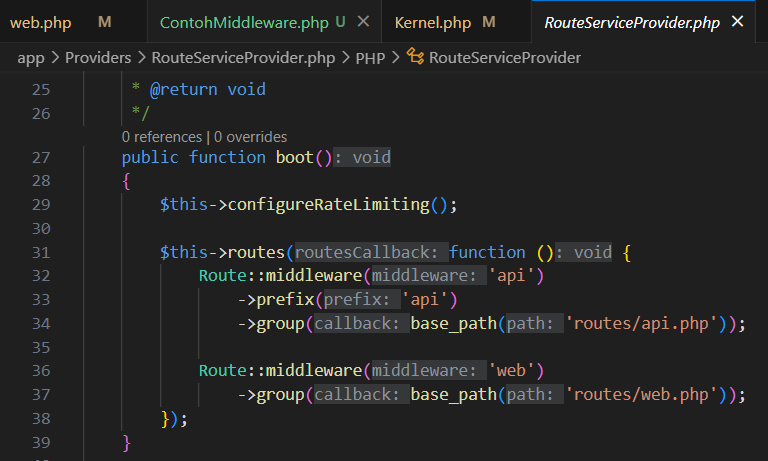 web.php M ContohMiddleware.php U × Kernel.php M RouteServiceProvider.php ×
app > Providers > RouteServiceProvider.php > PHP > RouteServiceProvider
25 * @return void
26 */
0 references | 0 overrides
27 public function boot(): void
28 {
29 $this->configureRateLimiting();
30
31 $this->routes(routesCallback: function (): void {
32 Route::middleware(middleware: 'api')
33 ->prefix(prefix: 'api')
34 ->group(callback: base_path(path: 'routes/api.php'));
35
36 Route::middleware(middleware: 'web')
37 ->group(callback: base_path(path: 'routes/web.php'));
38 });
39 }